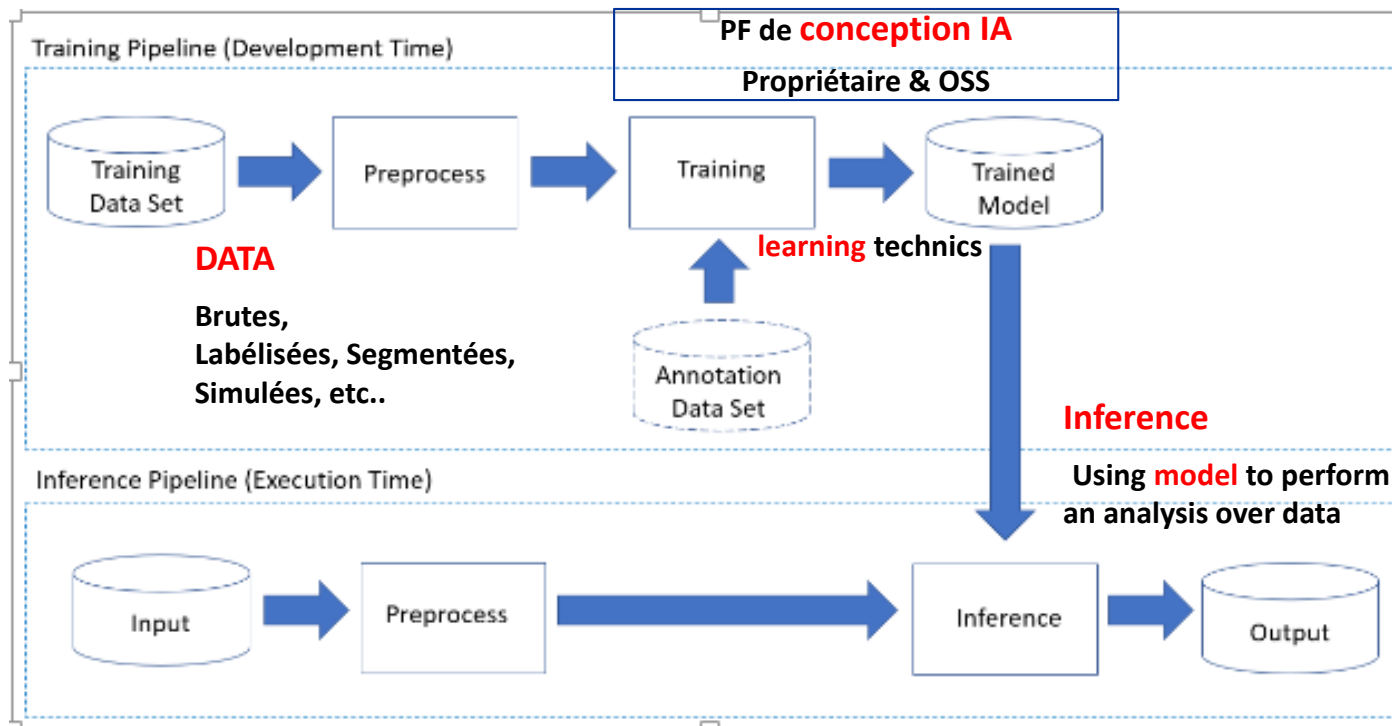 PF de conception IA
Propriétaire & OSS
Training Pipeline (Development Time)
Training
Data Set
Preprocess
Training
Trained
Model
DATA
learning technics
Brutes,
Labélisées, Segmentées,
Simulées, etc..
Annotation
Data Set
Inference
Using model to perform
an analysis over data
Inference Pipeline (Execution Time)
Input
Preprocess
Inference
Output